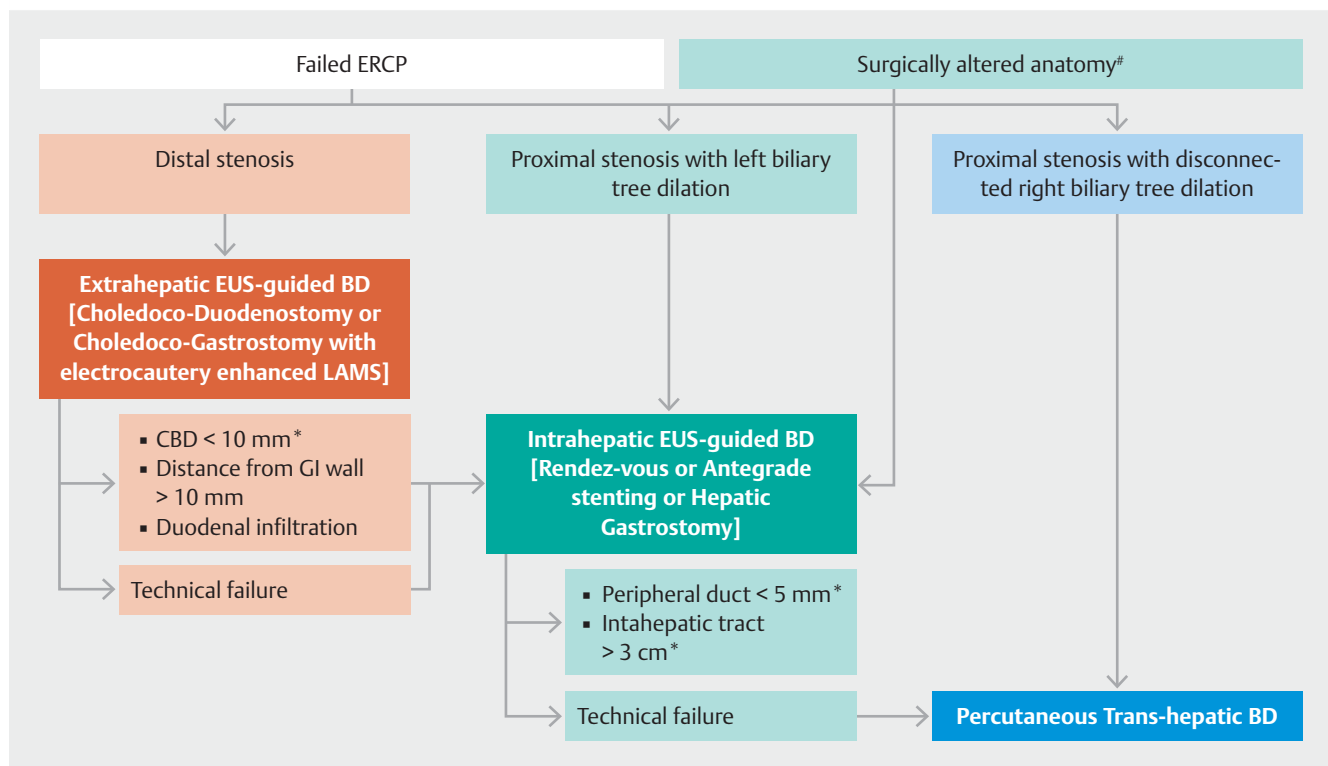 Failed ERCP
Surgically altered anatomy#
Distal stenosis
Proximal stenosis with left biliary
tree dilation
Proximal stenosis with disconnec-
ted right biliary Tree dilation
Extrahepatic EUS-guided BD
[Choledoco-Duodenostomy or
Choledoco-Gastrostomy with
electrocautery enhanced LAMS]
▪ CBD < 10 mm*
▪ Distance from GI wall
> 10 mm
▪ Duodenal infiltration
Technical failure
Intrahepatic EUS-guided BD
[Rendez-vous or Antegrade
stenting or Hepatic
Gastrostomy]
▪ Peripheral duct < 5 mm*
▪ Intahepatic tract
> 3 cm*
Technical failure
Percutaneous Trans-hepatic BD